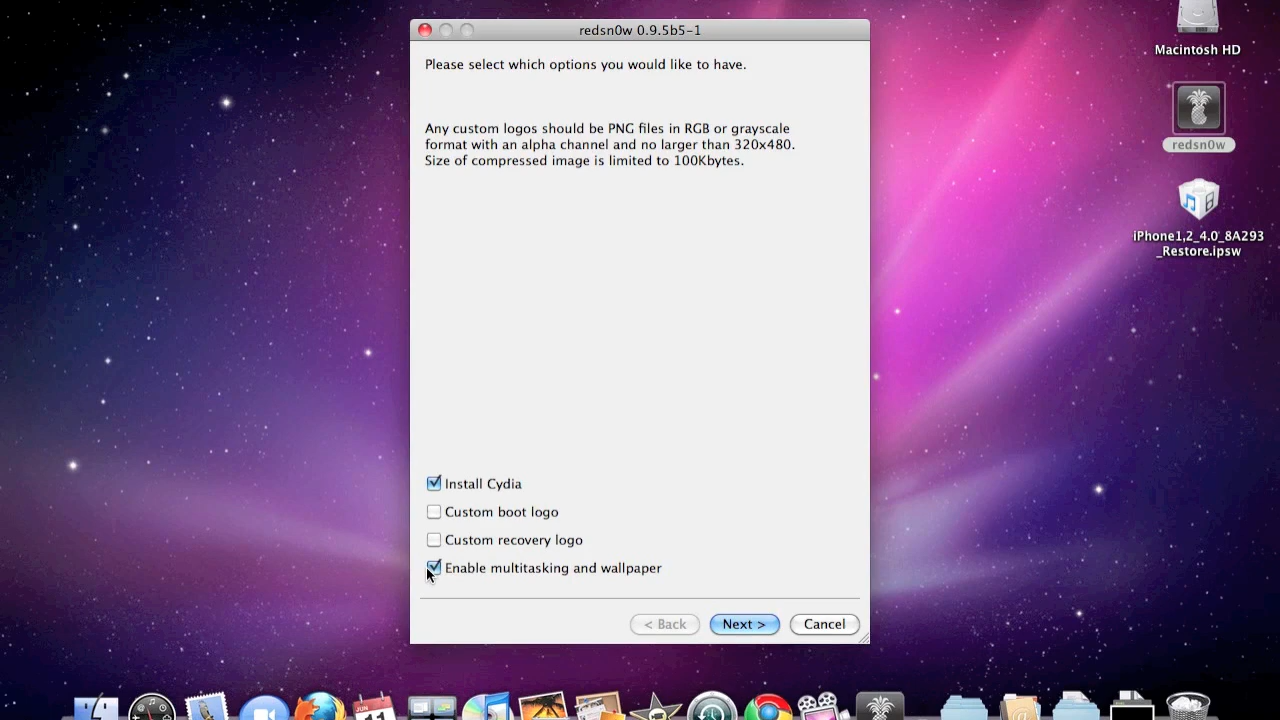 redsn0w 0.9.5b5-1
Please select which options you would like to have.
Any custom logos should be PNG files in RGB or grayscale
format with an alpha channel and no larger than 320x480.
Size of compressed image is limited to 100Kbytes.
Install Cydia
Custom boot logo
Custom recovery logo
Enable multitasking and wallpaper
< Back
Next >
Cancel
Macintosh HD
redsn0w
iPhone1,2_4.0_8A293
_Restore.ipsw
JUN
11